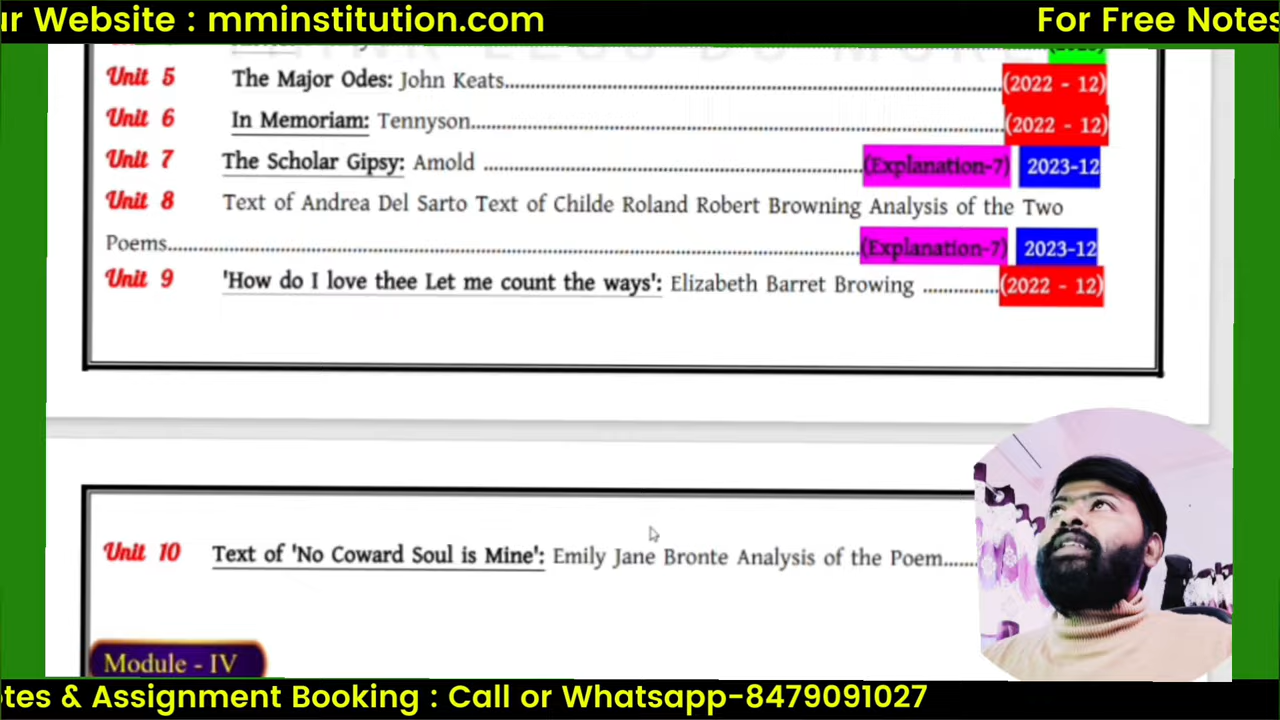 ur Website : mminstitution.com For Free Notes
Unit 5 The Major Odes: John Keats (2022 - 12)
Unit 6 In Memoriam: Tennyson (2022 - 12)
Unit 7 The Scholar Gipsy: Arnold (Explanation-7) 2023-12
Unit 8 Text of Andrea Del Sarto Text of Childe Roland Robert Browning Analysis of the Two
Poems (Explanation-7) 2023-12
Unit 9 'How do I love thee Let me count the ways': Elizabeth Barret Browing (2022 - 12)
Unit 10 Text of 'No Coward Soul is Mine': Emily Jane Bronte Analysis of the Poem
Module - IV
tes & Assignment Booking : Call or Whatsapp-8479091027